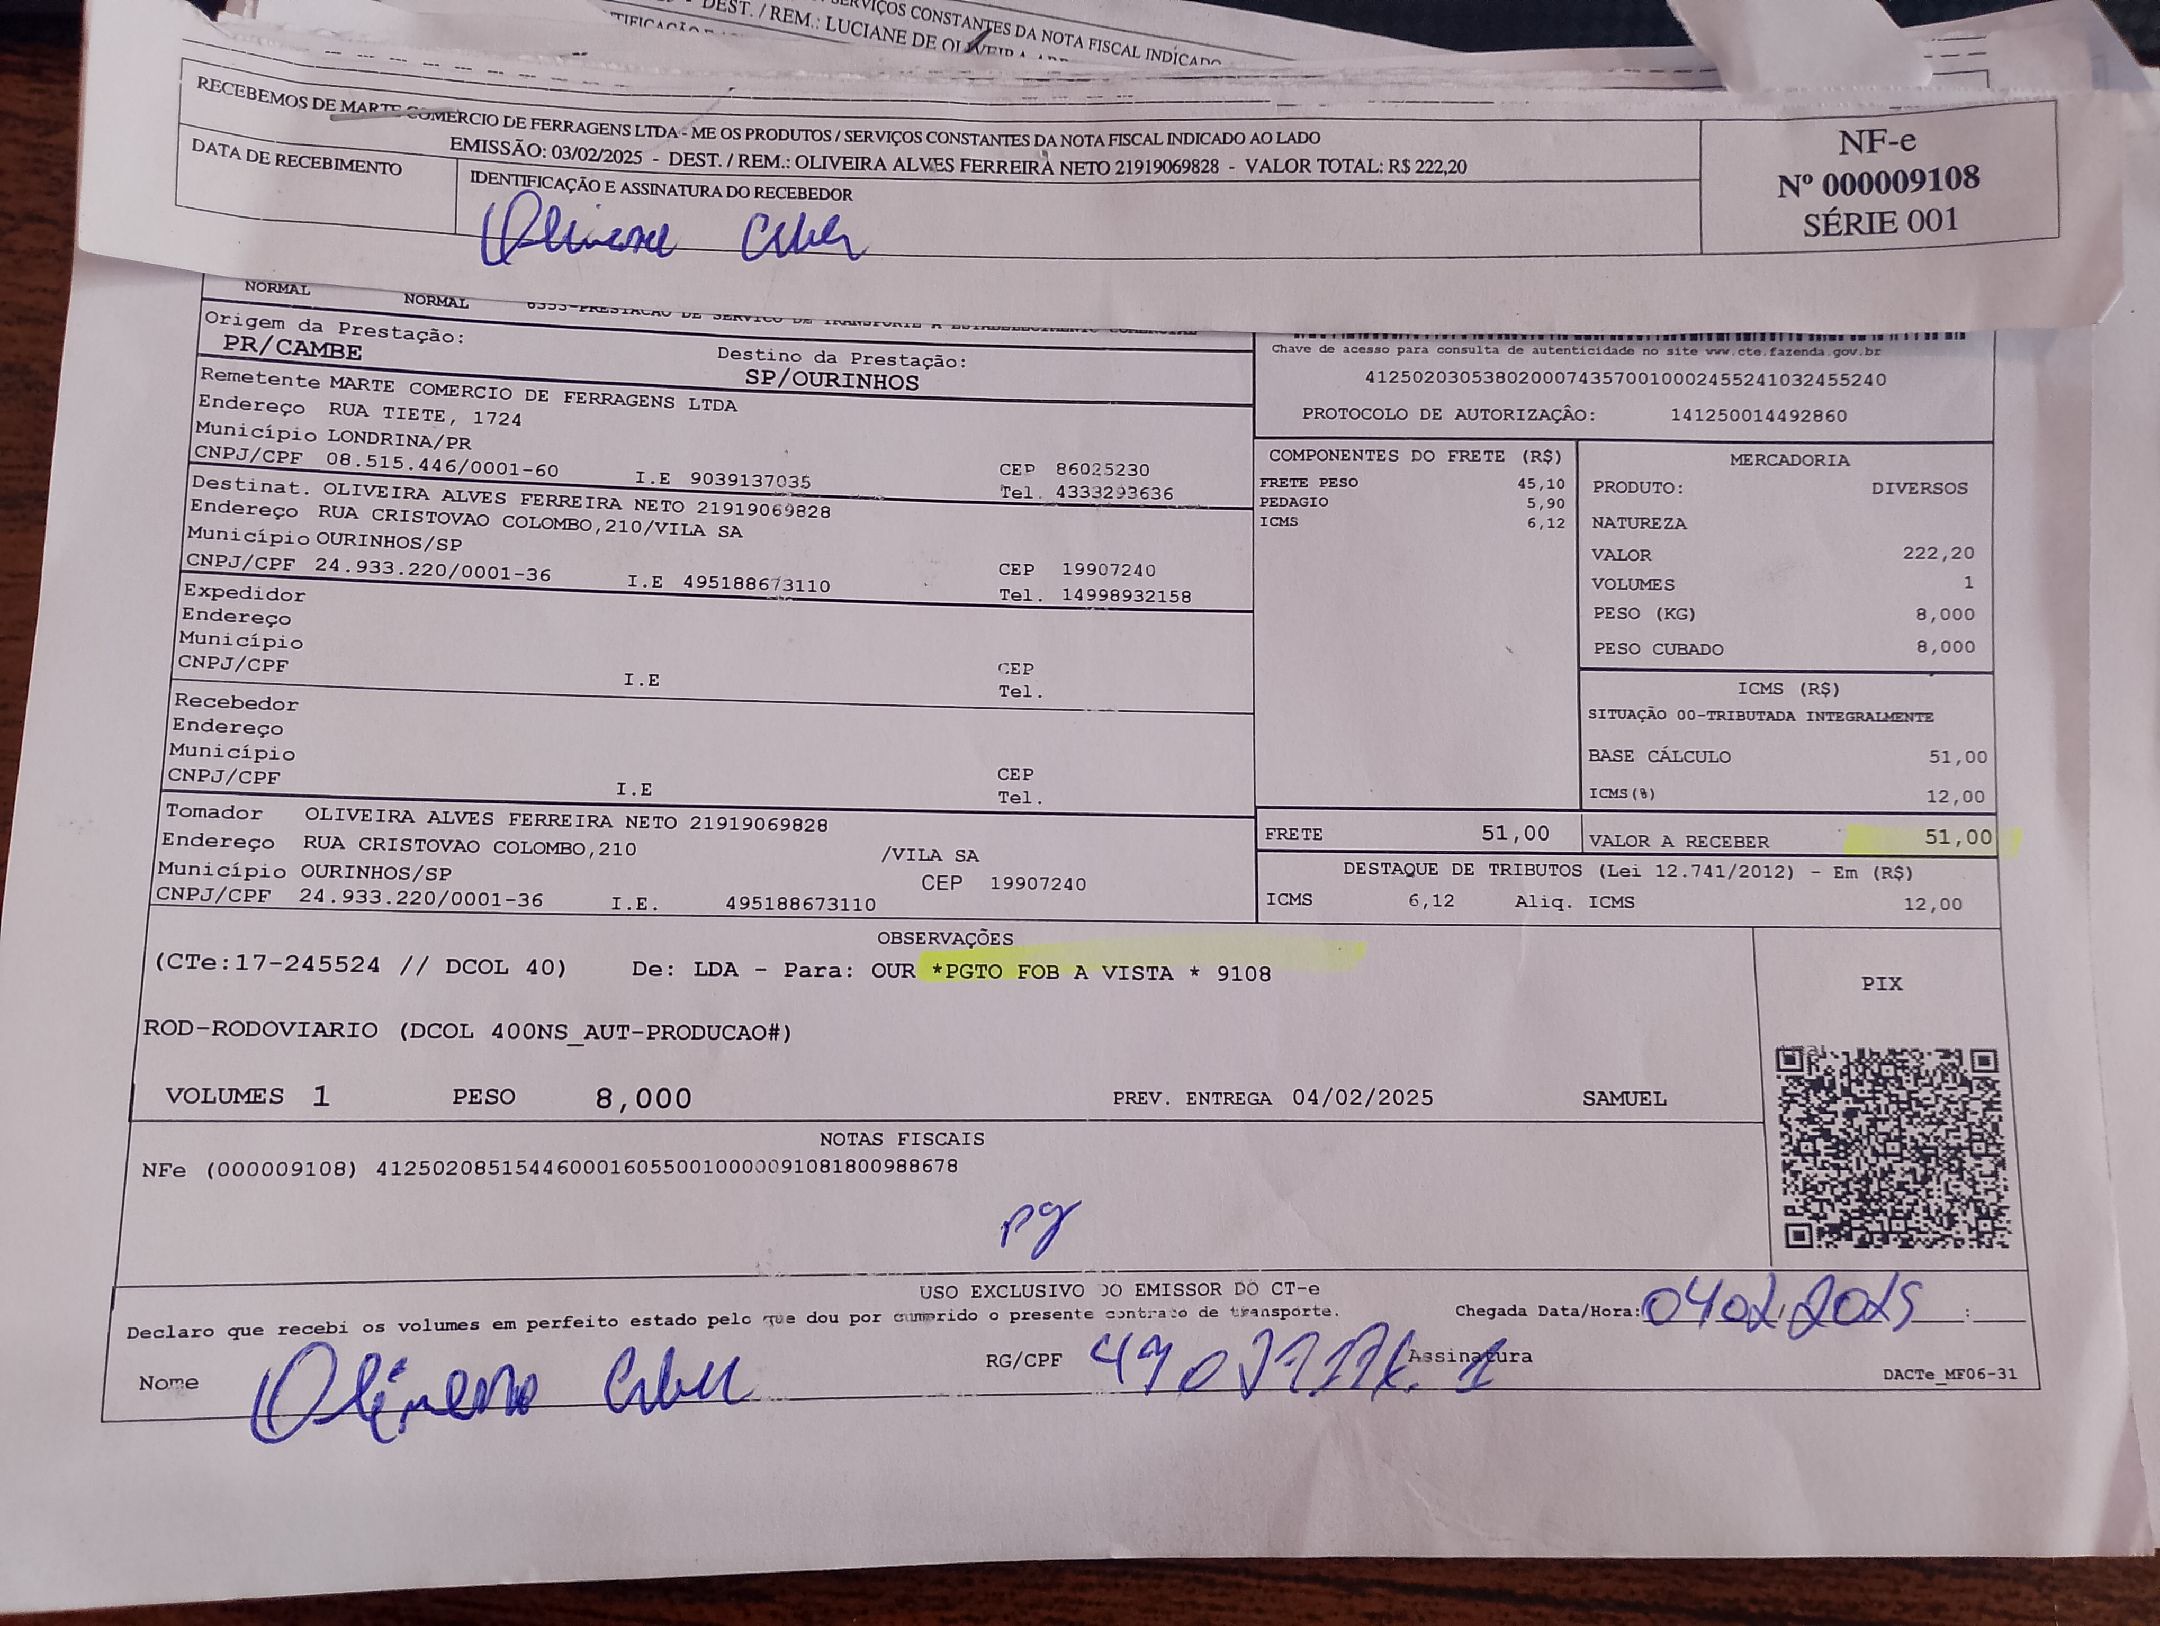 SERVIÇOS CONSTANTES DA NOTA FISCAL INDICADO
DEST. / REM.: LUCIANE DE OLIVEIRA
RECEBEMOS DE MARTE COMERCIO DE FERRAGENS LTDA - ME OS PRODUTOS / SERVIÇOS CONSTANTES DA NOTA FISCAL INDICADO AO LADO
EMISSÃO: 03/02/2025 - DEST. / REM.: OLIVEIRA ALVES FERREIRA NETO 21919069828 - VALOR TOTAL: R$ 222,20
DATA DE RECEBIMENTO
IDENTIFICAÇÃO E ASSINATURA DO RECEBEDOR
NF-e
Nº 000009108
SÉRIE 001
NORMAL NORMAL 6353-PRESTACAO DE SERVICO DE TRANSPORTE A ESTABELECIMENTO COMERCIAL
Origem da Prestação:
PR/CAMBE
Destino da Prestação:
SP/OURINHOS
Remetente MARTE COMERCIO DE FERRAGENS LTDA
Endereço RUA TIETE, 1724
Município LONDRINA/PR
CNPJ/CPF 08.515.446/0001-60 I.E 9039137035
CEP 86025230
Tel. 4333293636
Destinat. OLIVEIRA ALVES FERREIRA NETO 21919069828
Endereço RUA CRISTOVAO COLOMBO,210/VILA SA
Município OURINHOS/SP
CNPJ/CPF 24.933.220/0001-36 I.E 495188673110
CEP 19907240
Tel. 14998932158
Expedidor
Endereço
Município
CNPJ/CPF
I.E
CEP
Tel.
Recebedor
Endereço
Município
CNPJ/CPF
I.E
CEP
Tel.
Tomador OLIVEIRA ALVES FERREIRA NETO 21919069828
Endereço RUA CRISTOVAO COLOMBO,210 /VILA SA
Município OURINHOS/SP CEP 19907240
CNPJ/CPF 24.933.220/0001-36 I.E. 495188673110
Chave de acesso para consulta de autenticidade no site www.cte.fazenda.gov.br
41250203053802000743570010002455241032455240
PROTOCOLO DE AUTORIZAÇÃO: 141250014492860
COMPONENTES DO FRETE (R$)
FRETE PESO 45,10
PEDAGIO 5,90
ICMS 6,12
MERCADORIA
PRODUTO: DIVERSOS
NATUREZA
VALOR 222,20
VOLUMES 1
PESO (KG) 8,000
PESO CUBADO 8,000
ICMS (R$)
SITUAÇÃO 00-TRIBUTADA INTEGRALMENTE
BASE CÁLCULO 51,00
ICMS(%) 12,00
FRETE 51,00
VALOR A RECEBER 51,00
DESTAQUE DE TRIBUTOS (Lei 12.741/2012) - Em (R$)
ICMS 6,12 Aliq. ICMS 12,00
OBSERVAÇÕES
(CTe:17-245524 // DCOL 40) De: LDA - Para: OUR *PGTO FOB A VISTA * 9108
ROD-RODOVIARIO (DCOL 400NS_AUT-PRODUCAO#)
PIX
VOLUMES 1 PESO 8,000 PREV. ENTREGA 04/02/2025 SAMUEL
NOTAS FISCAIS
NFe (000009108) 41250208515446000160550010000091081800988678
pg
USO EXCLUSIVO DO EMISSOR DO CT-e
Declaro que recebi os volumes em perfeito estado pelo que dou por cumprido o presente contrato de transporte.
Chegada Data/Hora: 04 02. 2025 :
Nome
RG/CPF
Assinatura
DACTe_MF06-31